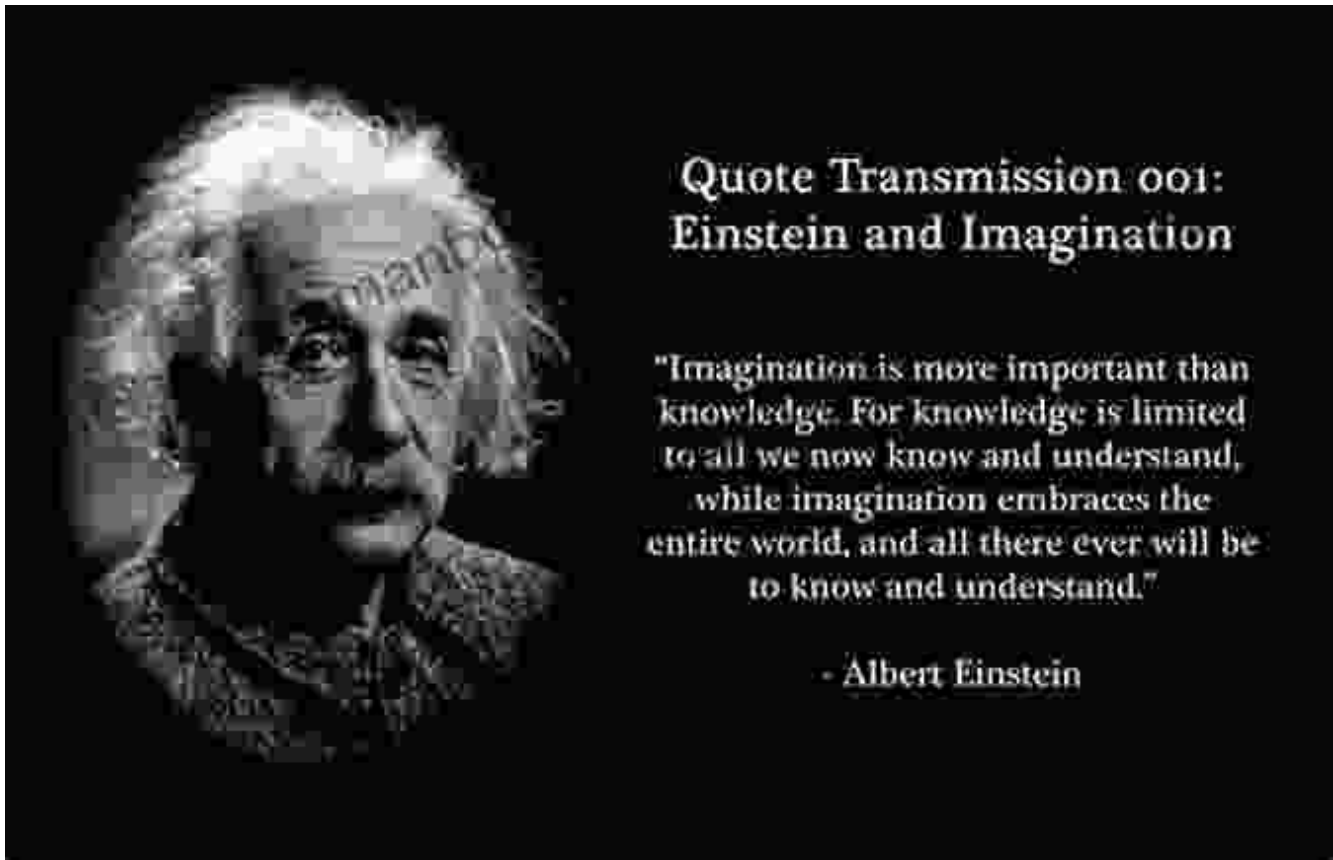 Quote Transmission 001:
Einstein and Imagination
"Imagination is more important than
knowledge. For knowledge is limited
to all we now know and understand,
while imagination embraces the
entire world, and all there ever will be
to know and understand."
- Albert Einstein